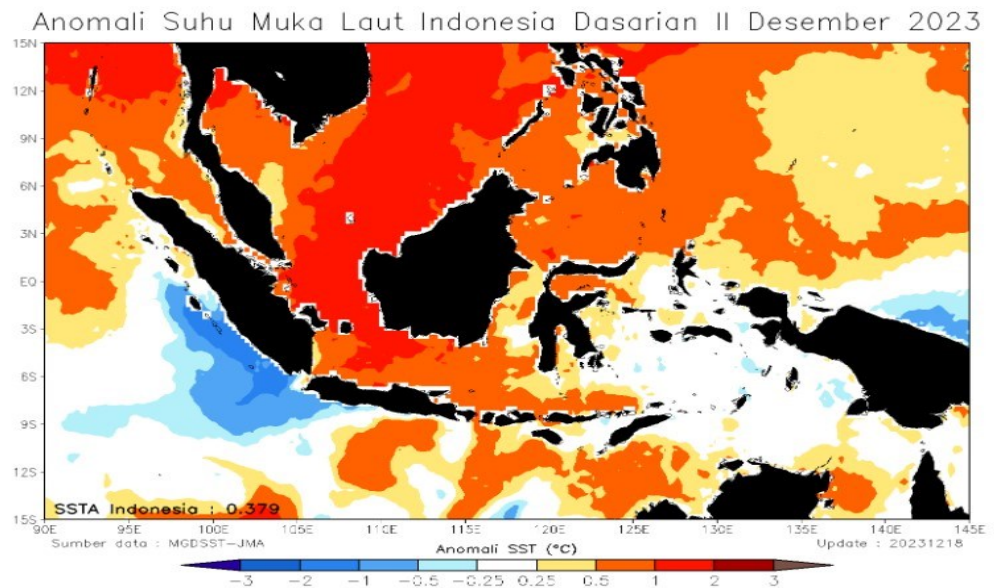 Anomali Suhu Muka Laut Indonesia Dasarian II Desember 2023
15N
12N
9N
6N
3N
EQ
3S
6S
9S
12S
15S
SSTA Indonesia : 0.379
90E 95E 100E 105E 110E 115E 120E 125E 130E 135E 140E 145E
Sumber data : MGDSST-JMA
Anomali SST (°C)
Update : 20231218
-3 -2 -1 -0.5 -0.25 0.25 0.5 1 2 3